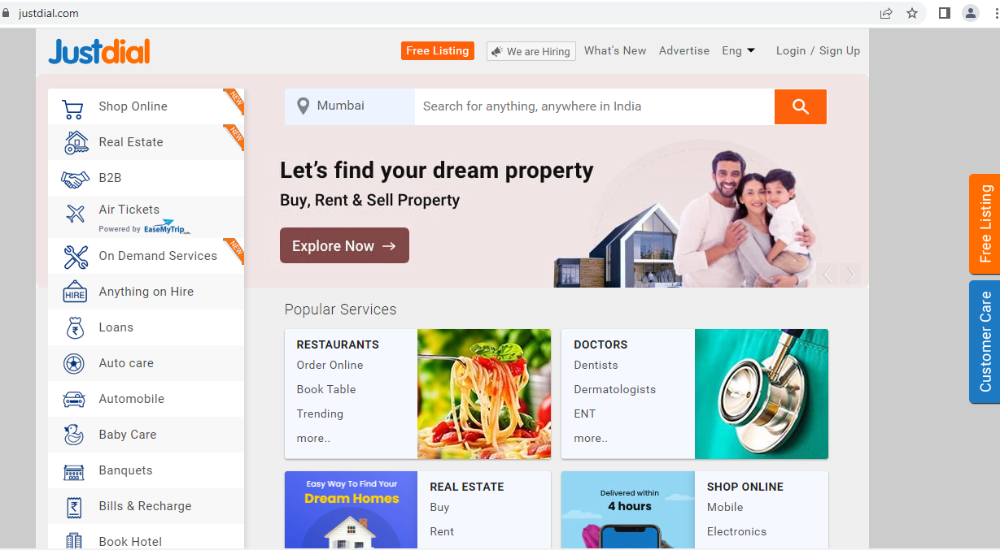 justdial.com
Justdial
Free Listing
We are Hiring
What's New
Advertise
Eng
Login / Sign Up
Shop Online
NEW
Real Estate
NEW
B2B
Air Tickets
Powered by EaseMyTrip.com
On Demand Services
NEW
HIRE
Anything on Hire
Loans
Auto care
Automobile
Baby Care
Banquets
Bills & Recharge
Book Hotel
Mumbai
Search for anything, anywhere in India
Let's find your dream property
Buy, Rent & Sell Property
Explore Now
Popular Services
RESTAURANTS
Order Online
Book Table
Trending
more..
DOCTORS
Dentists
Dermatologists
ENT
more..
Easy Way To Find Your
Dream Homes
REAL ESTATE
Buy
Rent
Delivered within
4 hours
SHOP ONLINE
Mobile
Electronics
Free Listing
Customer Care